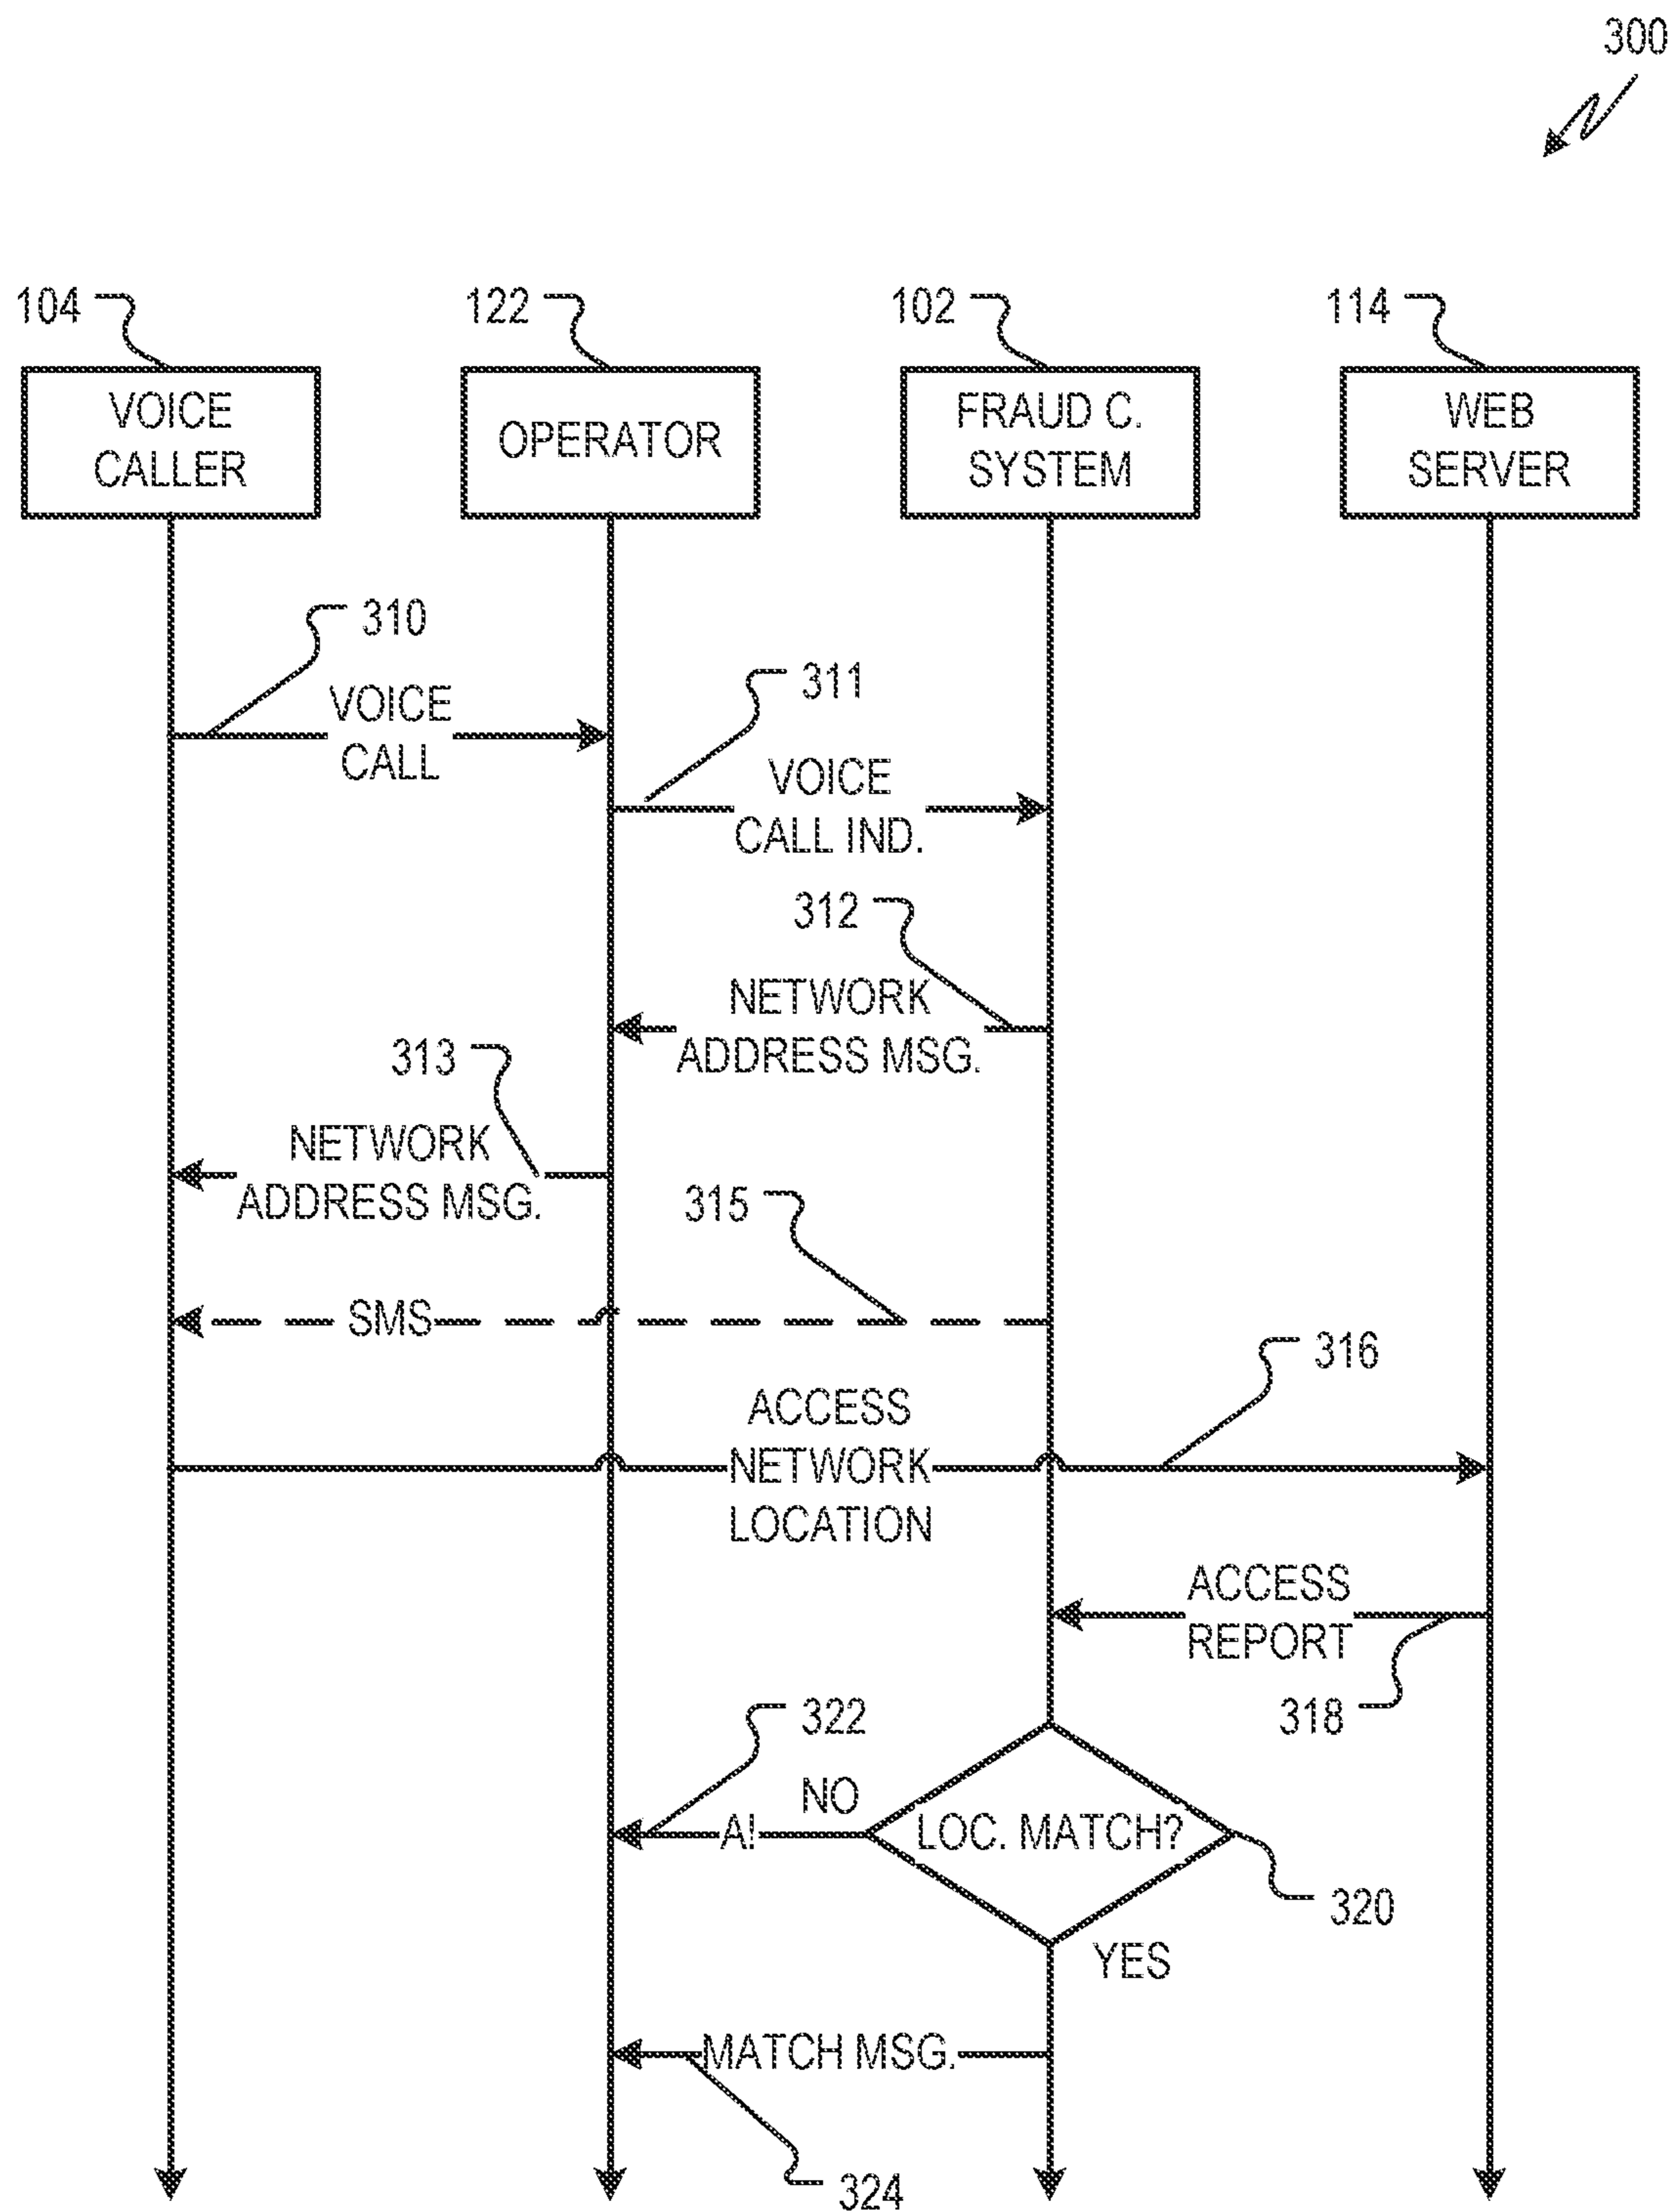 300
104
122
102
114
VOICE
CALLER
OPERATOR
FRAUD C.
SYSTEM
WEB
SERVER
310
VOICE
CALL
311
VOICE
CALL IND.
312
NETWORK
ADDRESS MSG.
313
NETWORK
ADDRESS MSG.
315
SMS
316
ACCESS
NETWORK
LOCATION
ACCESS
REPORT
318
322
NO
A!
LOC. MATCH?
320
YES
MATCH MSG.
324